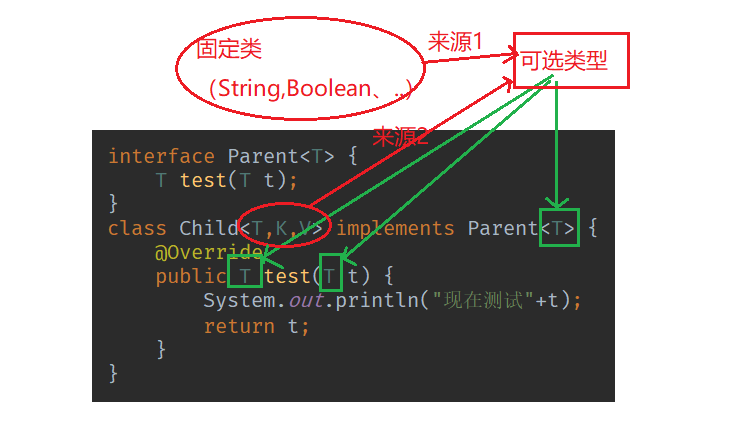 固定类
来源1
可选类型
（String,Boolean、..）
来源2
interface Parent<T> {
T test(T t);
}
class Child<T,K,V> implements Parent<T> {
@Override
public T test(T t) {
System.out.println("现在测试"+t);
return t;
}
}